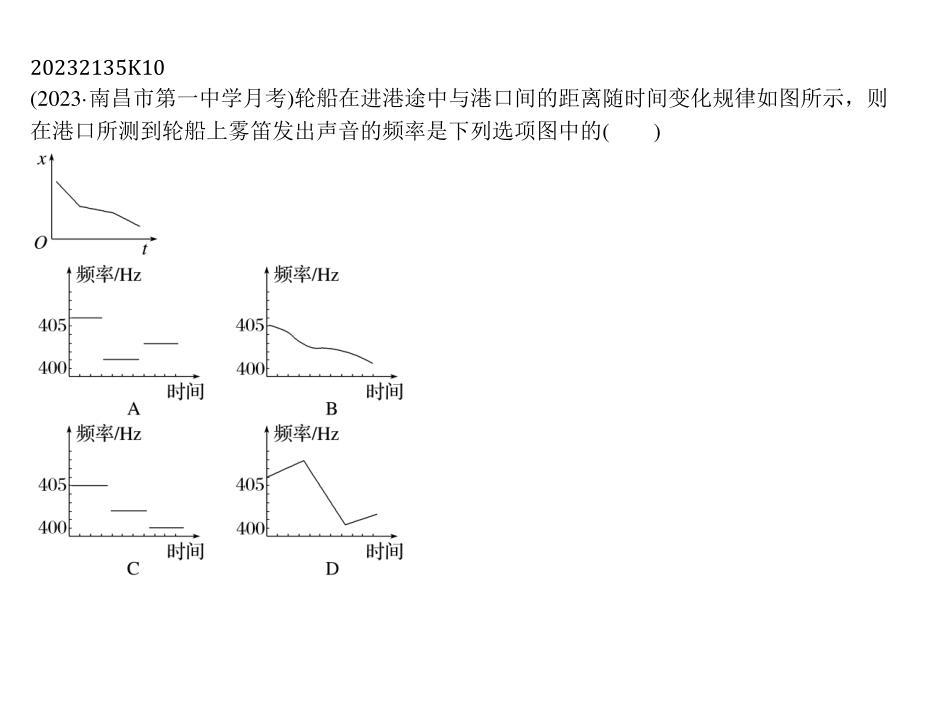 20232135K10
(2023·南昌市第一中学月考)轮船在进港途中与港口间的距离随时间变化规律如图所示，则
在港口所测到轮船上雾笛发出声音的频率是下列选项图中的(　　)
x
O
t
频率/Hz
405
400
时间
A
频率/Hz
405
400
时间
B
频率/Hz
405
400
时间
C
频率/Hz
405
400
时间
D